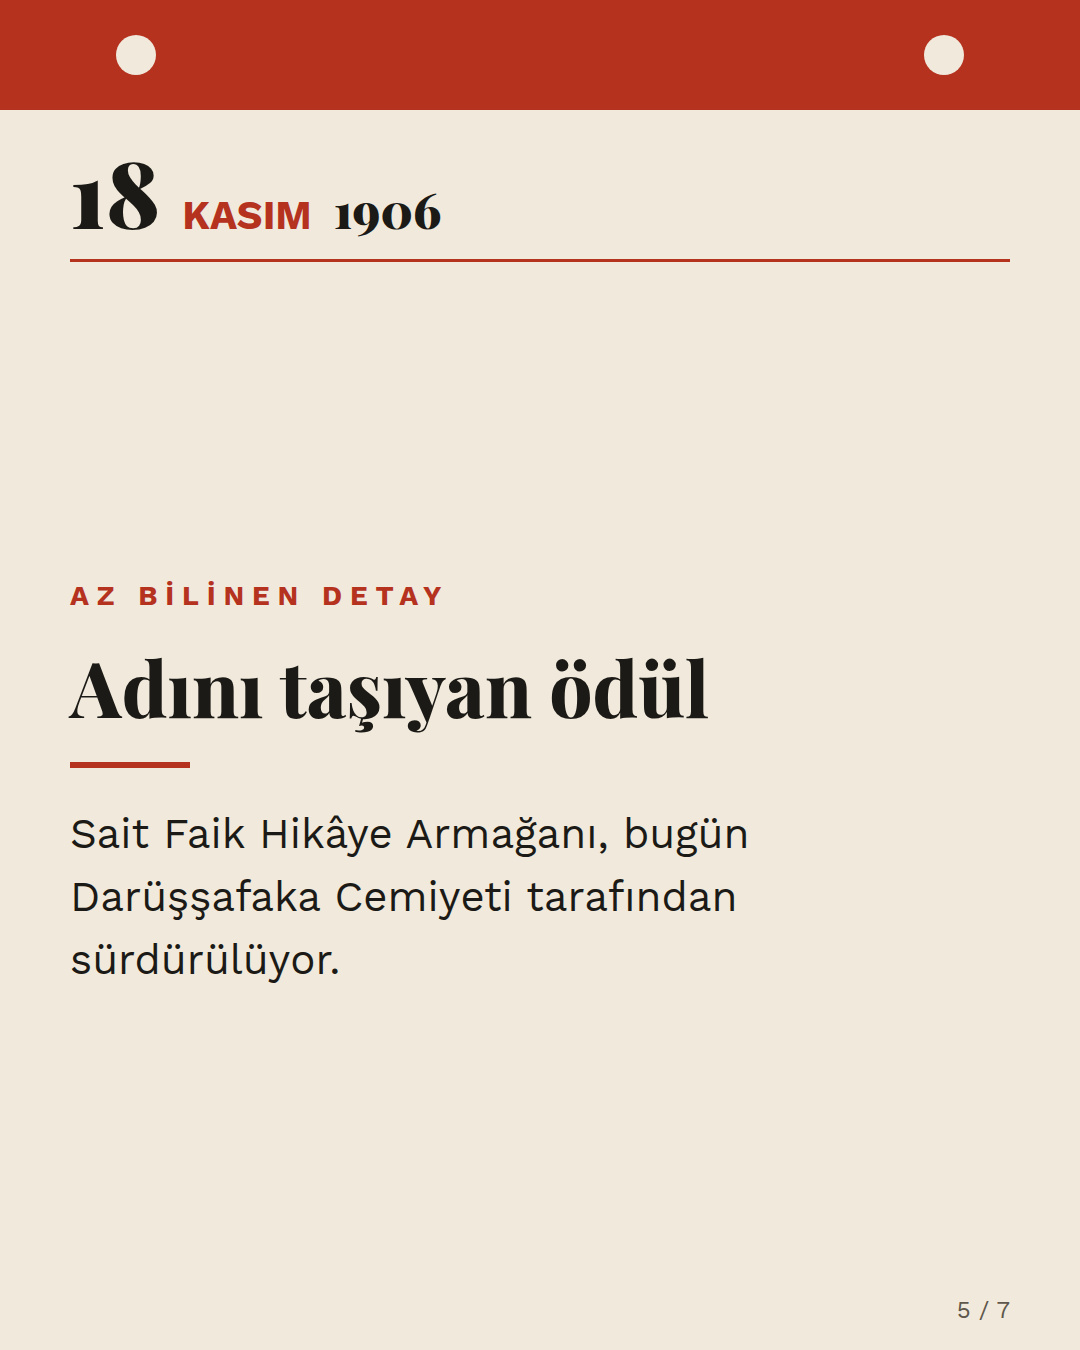 18 KASIM 1906
AZ BİLİNEN DETAY
Adını taşıyan ödül
Sait Faik Hikâye Armağanı, bugün
Darüşşafaka Cemiyeti tarafından
sürdürülüyor.
5 / 7